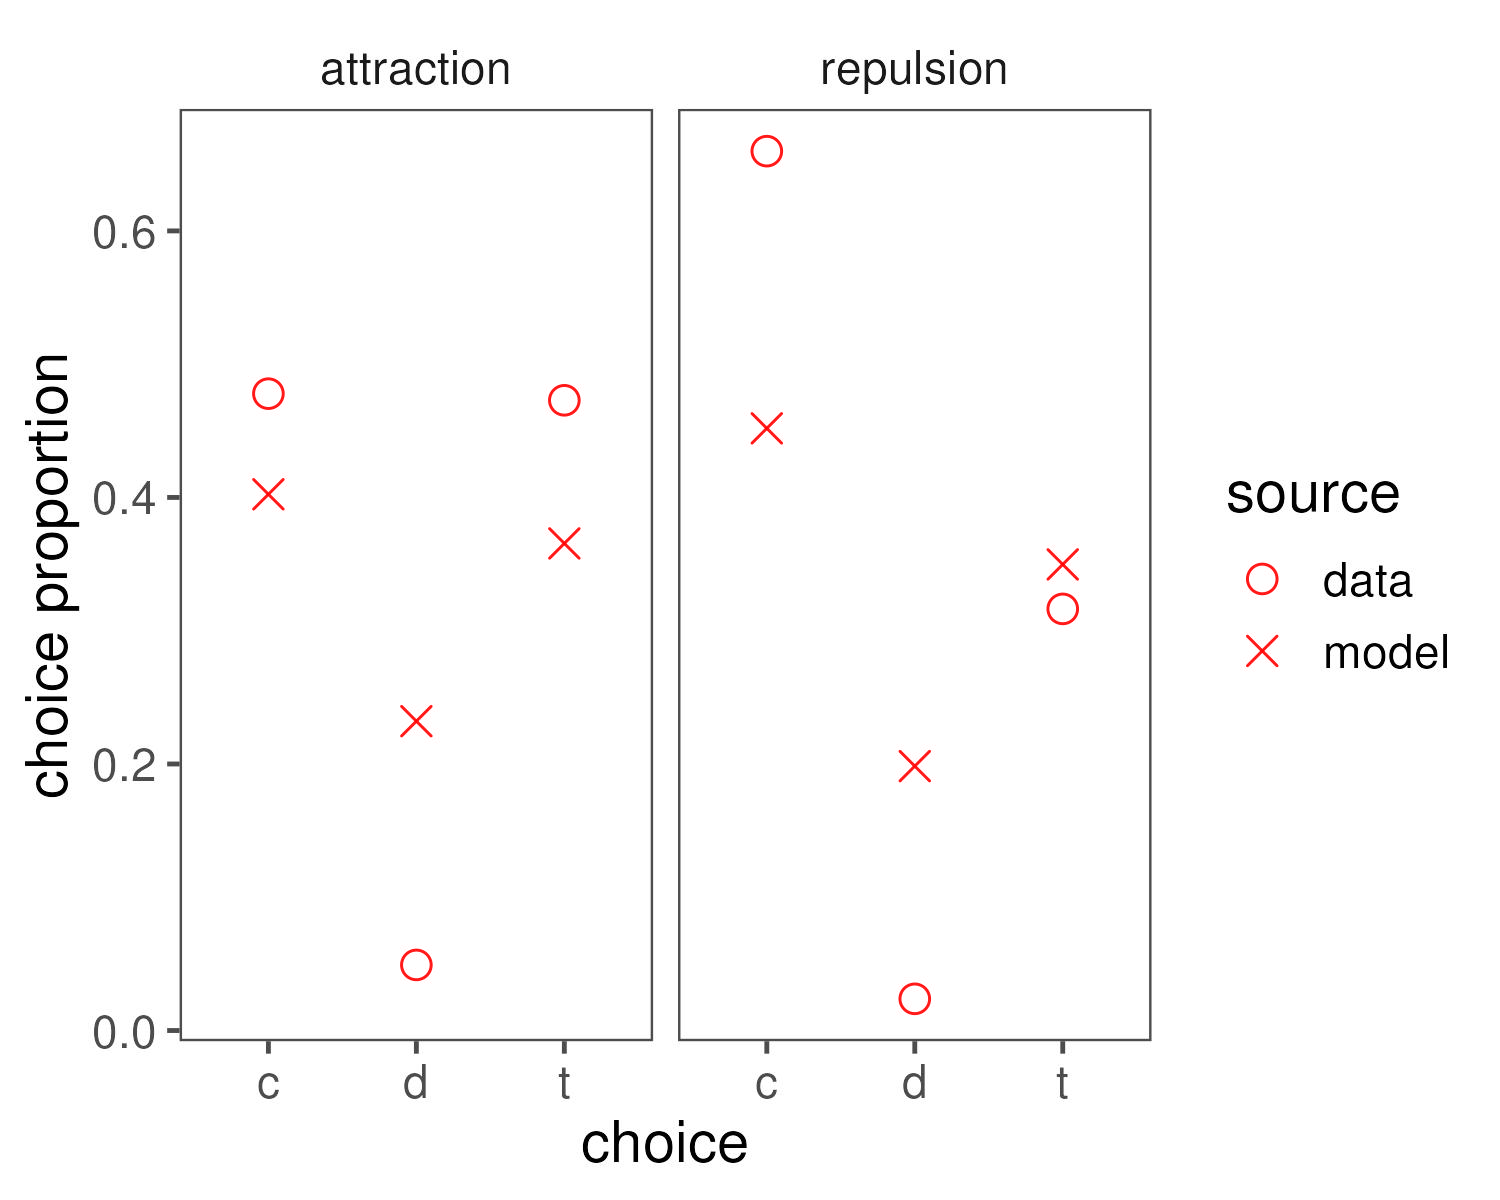 attraction
repulsion
choice proportion
0.6
0.4
0.2
0.0
c d t
c d t
choice
source
data
model